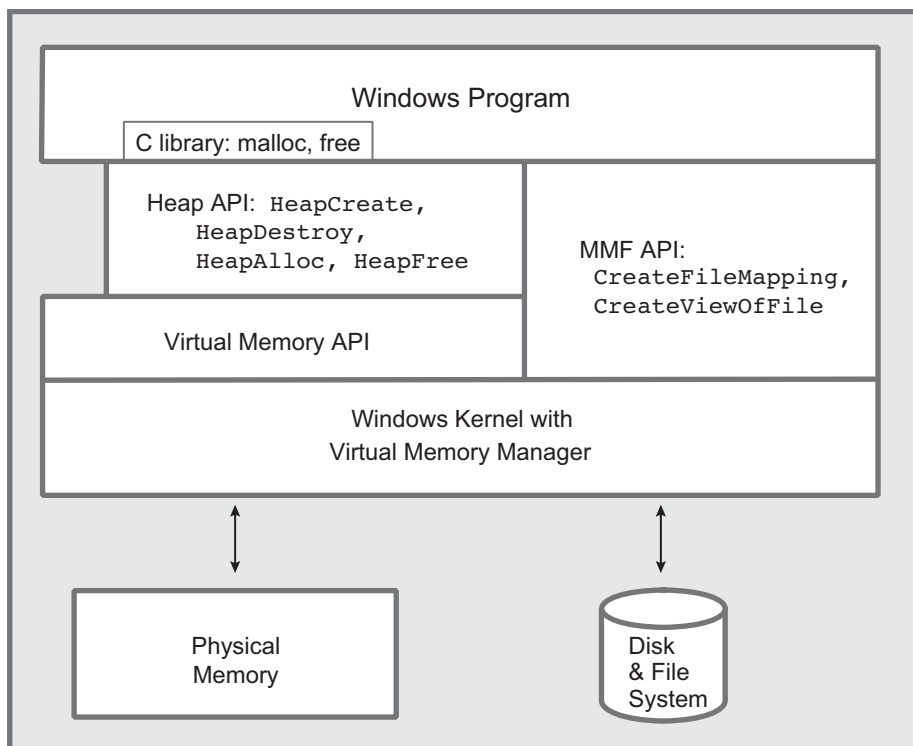 Windows Program
C library: malloc, free
Heap API: HeapCreate,
HeapDestroy,
HeapAlloc, HeapFree
MMF API:
CreateFileMapping,
CreateViewOfFile
Virtual Memory API
Windows Kernel with
Virtual Memory Manager
Physical
Memory
Disk
& File
System